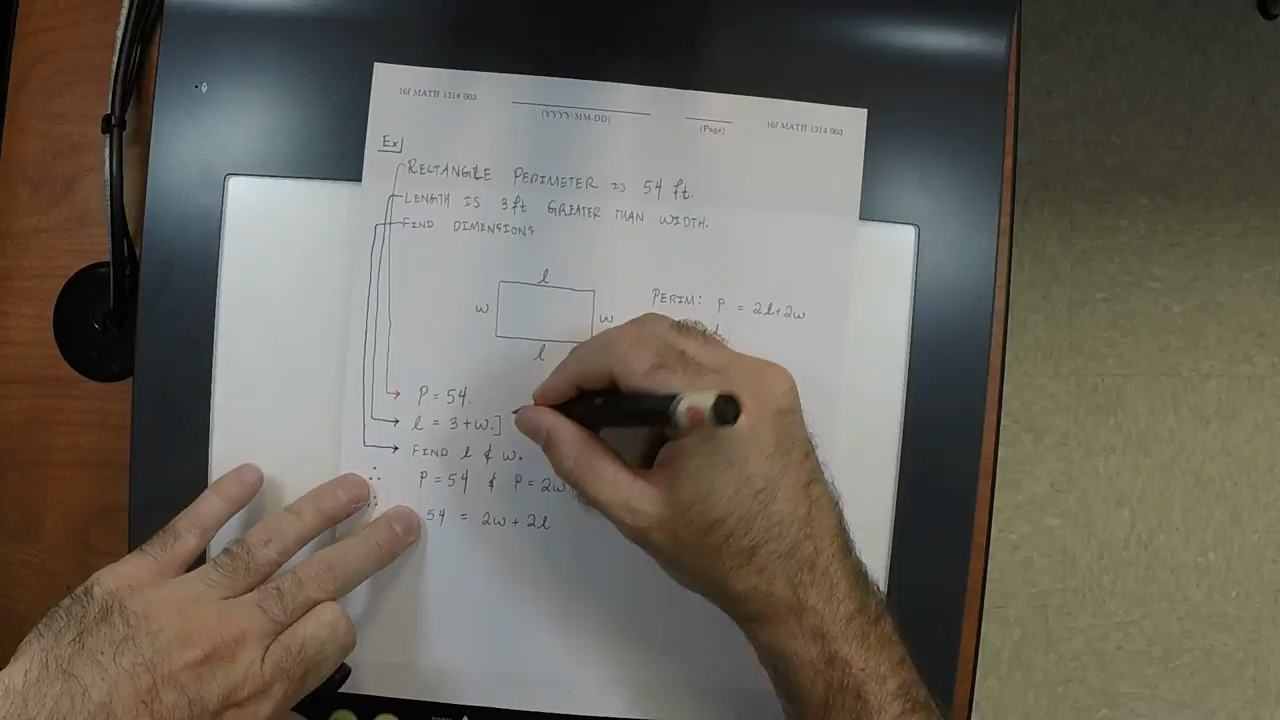 16f MATH 1314 003
(YYYY-MM-DD)
(Page)
16f MATH 1314 003
Ex
RECTANGLE PERIMETER IS 54 ft.
LENGTH IS 3ft GREATER THAN WIDTH.
FIND DIMENSIONS
l
w
w
l
PERIM: P = 2l+2w
P = 54.
l = 3+w.]
FIND l & w.
∴ P=54 & P=2w
54 = 2w + 2l